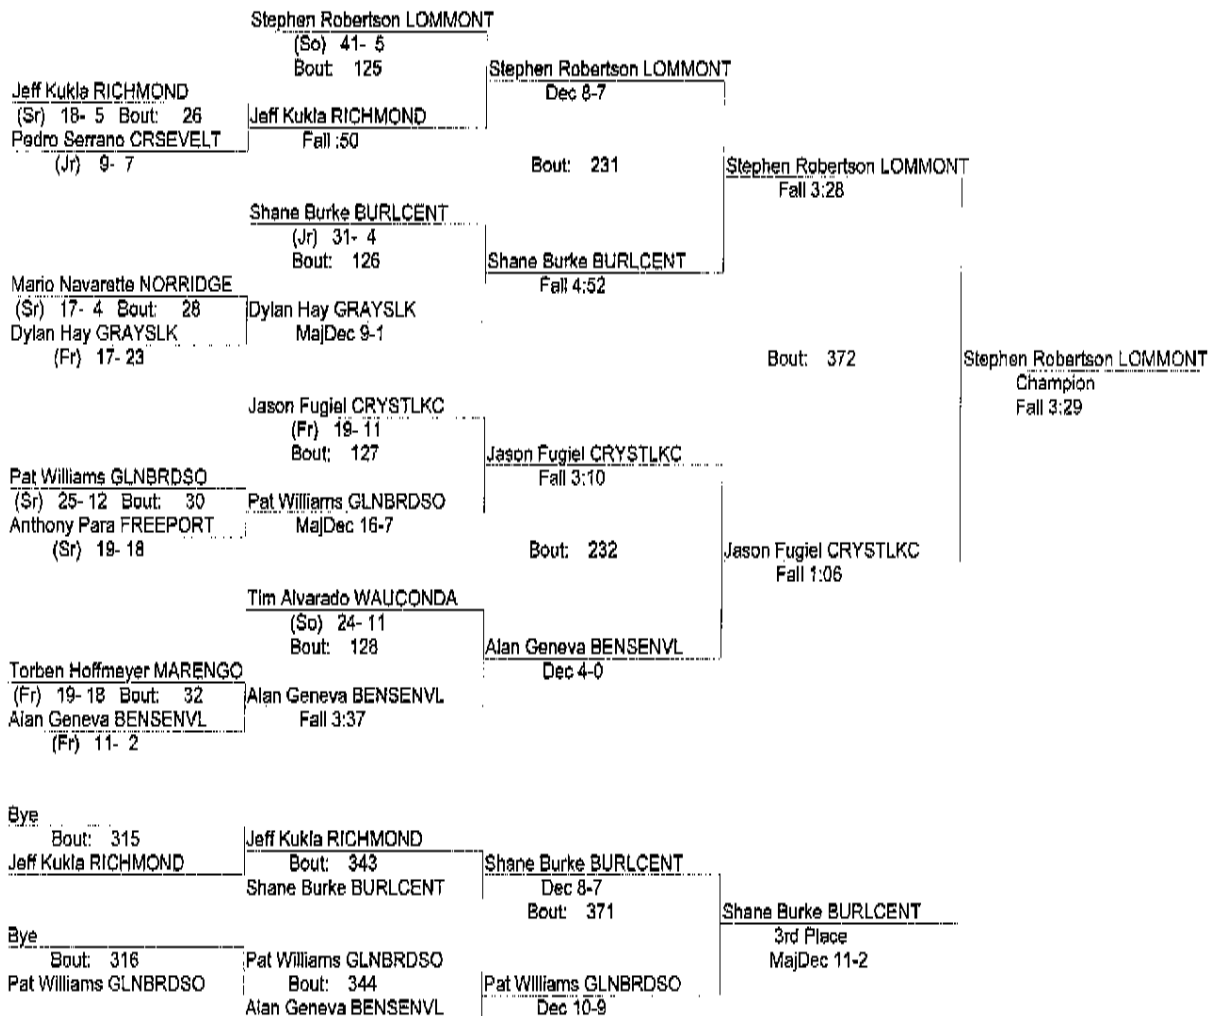 Stephen Robertson LOMMONT
(So) 41- 5
Bout: 125
Stephen Robertson LOMMONT
Dec 8-7
Jeff Kukla RICHMOND
(Sr) 18- 5 Bout: 26
Pedro Serrano CRSEVELT
(Jr) 9- 7
Jeff Kukla RICHMOND
Fall :50
Bout: 231
Stephen Robertson LOMMONT
Fall 3:28
Shane Burke BURLCENT
(Jr) 31- 4
Bout: 126
Shane Burke BURLCENT
Fall 4:52
Mario Navarette NORRIDGE
(Sr) 17- 4 Bout: 28
Dylan Hay GRAYSLK
(Fr) 17- 23
Dylan Hay GRAYSLK
MajDec 9-1
Bout: 372
Stephen Robertson LOMMONT
Champion
Fall 3:29
Jason Fugiel CRYSTLKC
(Fr) 19- 11
Bout: 127
Jason Fugiel CRYSTLKC
Fall 3:10
Pat Williams GLNBRDSO
(Sr) 25- 12 Bout: 30
Anthony Para FREEPORT
(Sr) 19- 18
Pat Williams GLNBRDSO
MajDec 16-7
Bout: 232
Jason Fugiel CRYSTLKC
Fall 1:06
Tim Alvarado WAUCONDA
(So) 24- 11
Bout: 128
Alan Geneva BENSENVL
Dec 4-0
Torben Hoffmeyer MARENGO
(Fr) 19- 18 Bout: 32
Alan Geneva BENSENVL
(Fr) 11- 2
Alan Geneva BENSENVL
Fall 3:37
Bye
Bout: 315
Jeff Kukla RICHMOND
Jeff Kukla RICHMOND
Bout: 343
Shane Burke BURLCENT
Shane Burke BURLCENT
Dec 8-7
Bout: 371
Shane Burke BURLCENT
3rd Place
MajDec 11-2
Bye
Bout: 316
Pat Williams GLNBRDSO
Pat Williams GLNBRDSO
Bout: 344
Alan Geneva BENSENVL
Pat Williams GLNBRDSO
Dec 10-9